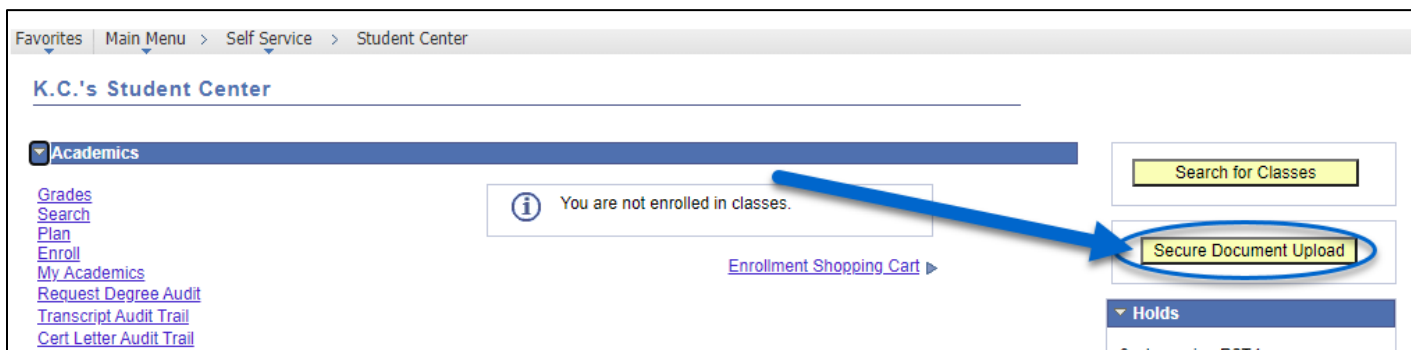 Favorites Main Menu > Self Service > Student Center
K.C.'s Student Center
Academics
Grades
Search
Plan
Enroll
My Academics
Request Degree Audit
Transcript Audit Trail
Cert Letter Audit Trail
You are not enrolled in classes.
Enrollment Shopping Cart
Search for Classes
Secure Document Upload
Holds